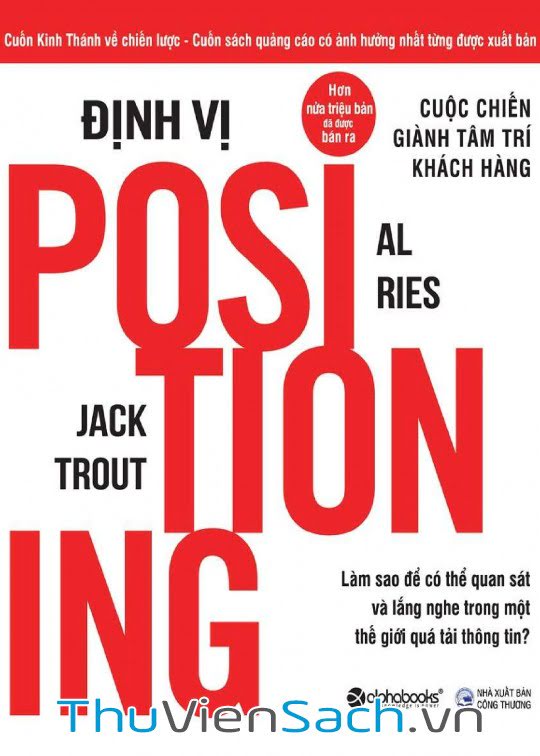 Cuốn Kinh Thánh về chiến lược - Cuốn sách quảng cáo có ảnh hưởng nhất từng được xuất bản
ĐỊNH VỊ
Hơn
nửa triệu bản
đã được
bán ra
CUỘC CHIẾN
GIÀNH TÂM TRÍ
KHÁCH HÀNG
POSI
AL
RIES
TION
JACK
TROUT
ING
Làm sao để có thể quan sát
và lắng nghe trong một
thế giới quá tải thông tin?
alphabooks®
knowledge is power
NHÀ XUẤT BẢN
CÔNG THƯƠNG
ThuVienSach.vn